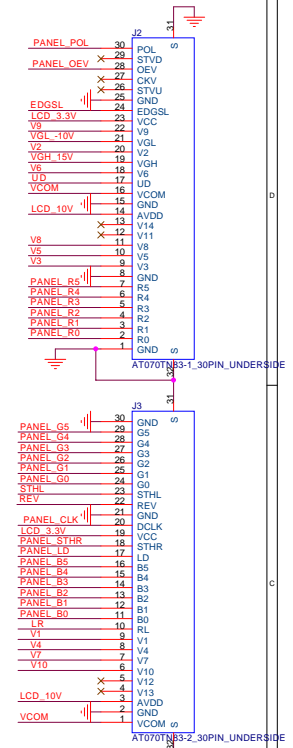 J2
31
S
PANEL_POL 30 POL
29 STVD
PANEL_OEV 28 OEV
27 CKV
26 STVU
25 GND
EDGSL 24 EDGSL
LCD_3.3V 23 VCC
V9 22 V9
VGL_-10V 21 VGL
V2 20 V2
VGH_15V 19 VGH
V6 18 V6
UD 17 UD
VCOM 16 VCOM
15 GND
LCD_10V 14 AVDD
13 V14
12 V11
V8 11 V8
V5 10 V5
V3 9 V3
8 GND
PANEL_R5 7 R5
PANEL_R4 6 R4
PANEL_R3 5 R3
PANEL_R2 4 R2
PANEL_R1 3 R1
PANEL_R0 2 R0
1 GND
S
32
AT070TN83-1_30PIN_UNDERSIDE
D
J3
31
S
30 GND
PANEL_G5 29 G5
PANEL_G4 28 G4
PANEL_G3 27 G3
PANEL_G2 26 G2
PANEL_G1 25 G1
PANEL_G0 24 G0
STHL 23 STHL
REV 22 REV
21 GND
PANEL_CLK 20 DCLK
LCD_3.3V 19 VCC
PANEL_STHR 18 STHR
PANEL_LD 17 LD
PANEL_B5 16 B5
PANEL_B4 15 B4
PANEL_B3 14 B3
PANEL_B2 13 B2
PANEL_B1 12 B1
PANEL_B0 11 B0
LR 10 RL
V1 9 V1
V4 8 V4
V7 7 V7
V10 6 V10
5 V12
4 V13
LCD_10V 3 AVDD
2 GND
VCOM 1 VCOM
S
32
AT070TN83-2_30PIN_UNDERSIDE
C